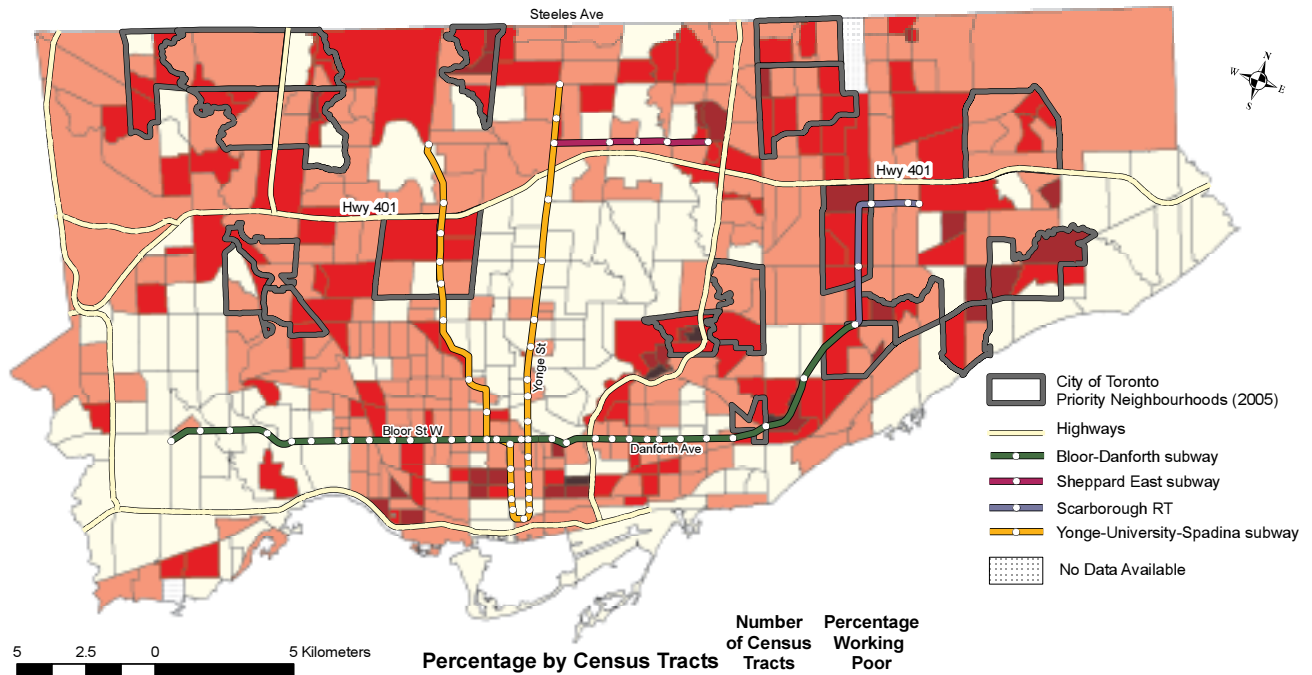 Steeles Ave
N
W
E
S
Hwy 401
Hwy 401
Yonge St
Bloor St W
Danforth Ave
City of Toronto
Priority Neighbourhoods (2005)
Highways
Bloor-Danforth subway
Sheppard East subway
Scarborough RT
Yonge-University-Spadina subway
No Data Available
5 2.5 0 5 Kilometers
Percentage by Census Tracts
Number
of Census
Tracts
Percentage
Working
Poor